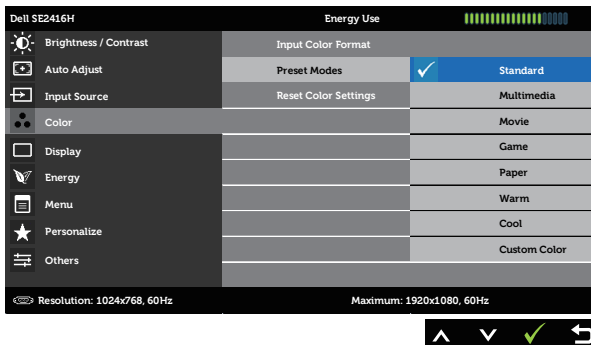 Dell SE2416H Energy Use
Brightness / Contrast Input Color Format
Auto Adjust Preset Modes Standard
Input Source Reset Color Settings Multimedia
Color Movie
Display Game
Energy Paper
Menu Warm
Personalize Cool
Others Custom Color
Resolution: 1024x768, 60Hz Maximum: 1920x1080, 60Hz